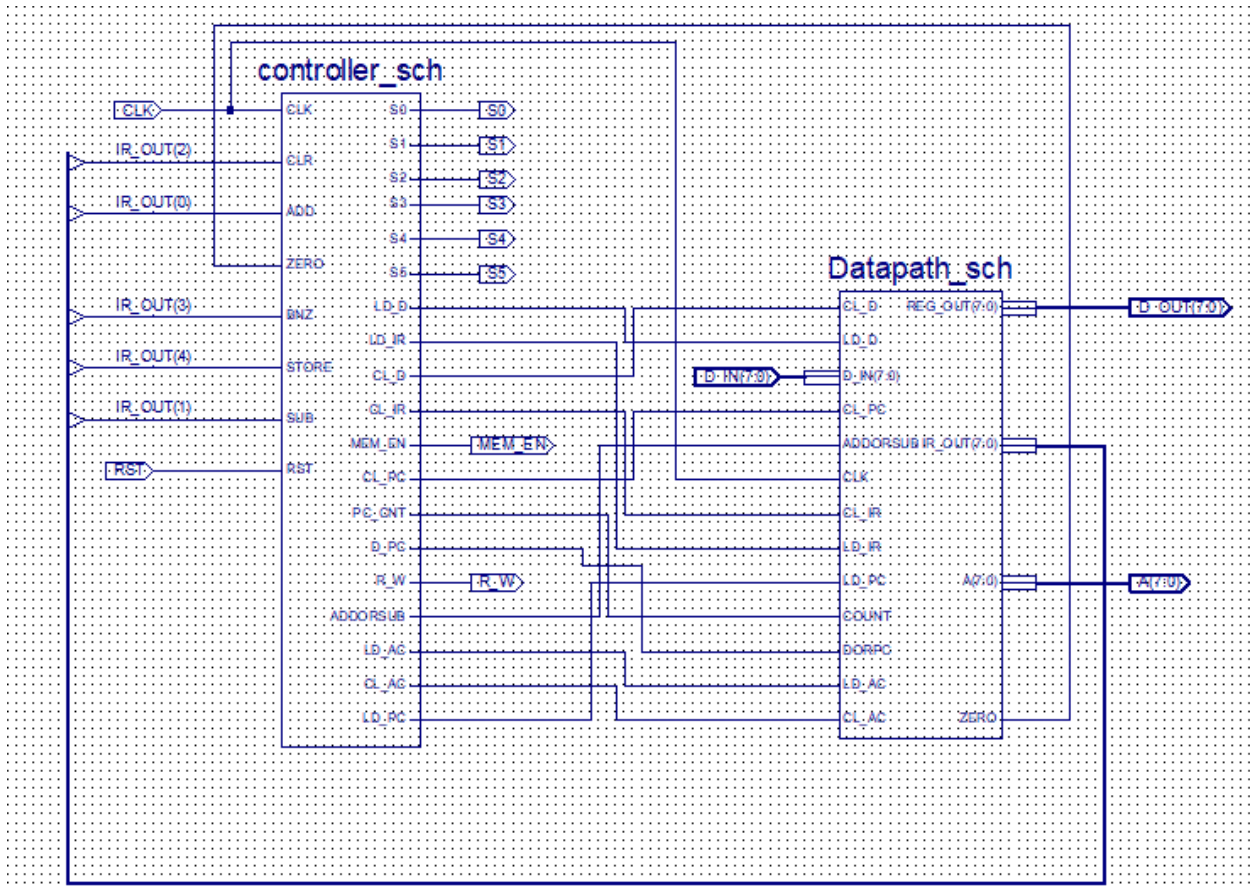 controller_sch
CLK
CLK
S0
S0
IR_OUT(2)
CLR
S1
S1
S2
S2
IR_OUT(0)
ADD
S3
S3
S4
S4
ZERO
S5
S5
IR_OUT(3)
BNZ
LD_D
LD_IR
IR_OUT(4)
STORE
CL_D
IR_OUT(1)
SUB
CL_IR
MEM_EN
MEM_EN
RST
RST
CL_PC
PC_CNT
D_PC
R_W
R_W
ADDORSUB
LD_AC
CL_AC
LD_PC
Datapath_sch
CL_D
REG_OUT(7:0)
D_OUT(7:0)
LD_D
D_IN(7:0)
D_IN(7:0)
CL_PC
ADDORSUB
IR_OUT(7:0)
CLK
CL_IR
LD_IR
LD_PC
A(7:0)
A(7:0)
COUNT
DORPC
LD_AC
CL_AC
ZERO